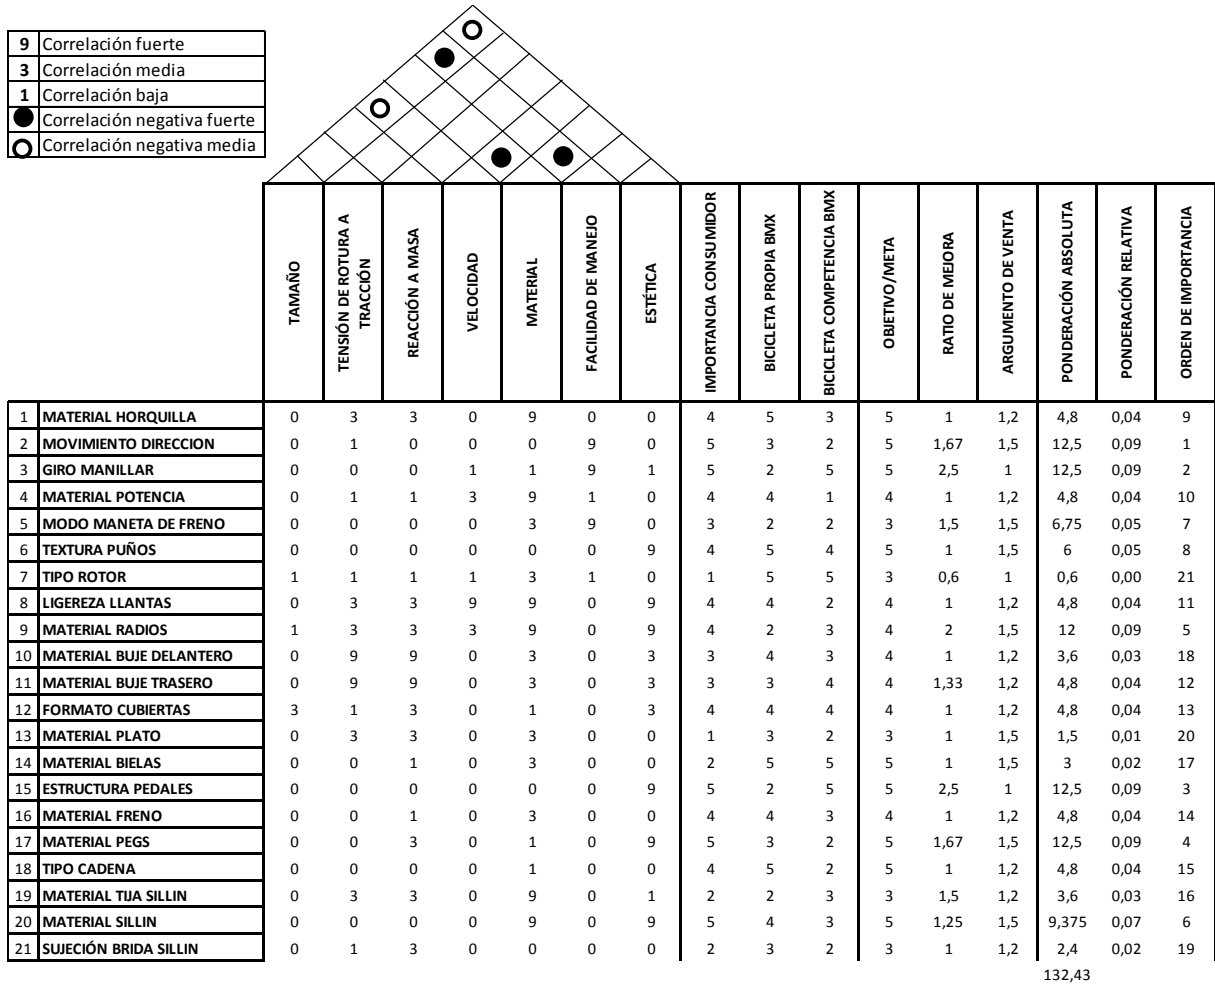 9 Correlación fuerte
3 Correlación media
1 Correlación baja
Correlación negativa fuerte
Correlación negativa media
TAMAÑO
TENSIÓN DE ROTURA A
TRACCIÓN
REACCIÓN A MASA
VELOCIDAD
MATERIAL
FACILIDAD DE MANEJO
ESTÉTICA
IMPORTANCIA CONSUMIDOR
BICICLETA PROPIA BMX
BICICLETA COMPETENCIA BMX
OBJETIVO/META
RATIO DE MEJORA
ARGUMENTO DE VENTA
PONDERACIÓN ABSOLUTA
PONDERACIÓN RELATIVA
ORDEN DE IMPORTANCIA
1 MATERIAL HORQUILLA 0 3 3 0 9 0 0 4 5 3 5 1 1,2 4,8 0,04 9
2 MOVIMIENTO DIRECCION 0 1 0 0 0 9 0 5 3 2 5 1,67 1,5 12,5 0,09 1
3 GIRO MANILLAR 0 0 0 1 1 9 1 5 2 5 5 2,5 1 12,5 0,09 2
4 MATERIAL POTENCIA 0 1 1 3 9 1 0 4 4 1 4 1 1,2 4,8 0,04 10
5 MODO MANETA DE FRENO 0 0 0 0 3 9 0 3 2 2 3 1,5 1,5 6,75 0,05 7
6 TEXTURA PUÑOS 0 0 0 0 0 0 9 4 5 4 5 1 1,5 6 0,05 8
7 TIPO ROTOR 1 1 1 1 3 1 0 1 5 5 3 0,6 1 0,6 0,00 21
8 LIGEREZA LLANTAS 0 3 3 9 9 0 9 4 4 2 4 1 1,2 4,8 0,04 11
9 MATERIAL RADIOS 1 3 3 3 9 0 9 4 2 3 4 2 1,5 12 0,09 5
10 MATERIAL BUJE DELANTERO 0 9 9 0 3 0 3 3 4 3 4 1 1,2 3,6 0,03 18
11 MATERIAL BUJE TRASERO 0 9 9 0 3 0 3 3 3 4 4 1,33 1,2 4,8 0,04 12
12 FORMATO CUBIERTAS 3 1 3 0 1 0 3 4 4 4 4 1 1,2 4,8 0,04 13
13 MATERIAL PLATO 0 3 3 0 3 0 0 1 3 2 3 1 1,5 1,5 0,01 20
14 MATERIAL BIELAS 0 0 1 0 3 0 0 2 5 5 5 1 1,5 3 0,02 17
15 ESTRUCTURA PEDALES 0 0 0 0 0 0 9 5 2 5 5 2,5 1 12,5 0,09 3
16 MATERIAL FRENO 0 0 1 0 3 0 0 4 4 3 4 1 1,2 4,8 0,04 14
17 MATERIAL PEGS 0 0 3 0 1 0 9 5 3 2 5 1,67 1,5 12,5 0,09 4
18 TIPO CADENA 0 0 0 0 1 0 0 4 5 2 5 1 1,2 4,8 0,04 15
19 MATERIAL TIJA SILLIN 0 3 3 0 9 0 1 2 2 3 3 1,5 1,2 3,6 0,03 16
20 MATERIAL SILLIN 0 0 0 0 9 0 9 5 4 3 5 1,25 1,5 9,375 0,07 6
21 SUJECIÓN BRIDA SILLIN 0 1 3 0 0 0 0 2 3 2 3 1 1,2 2,4 0,02 19
132,43